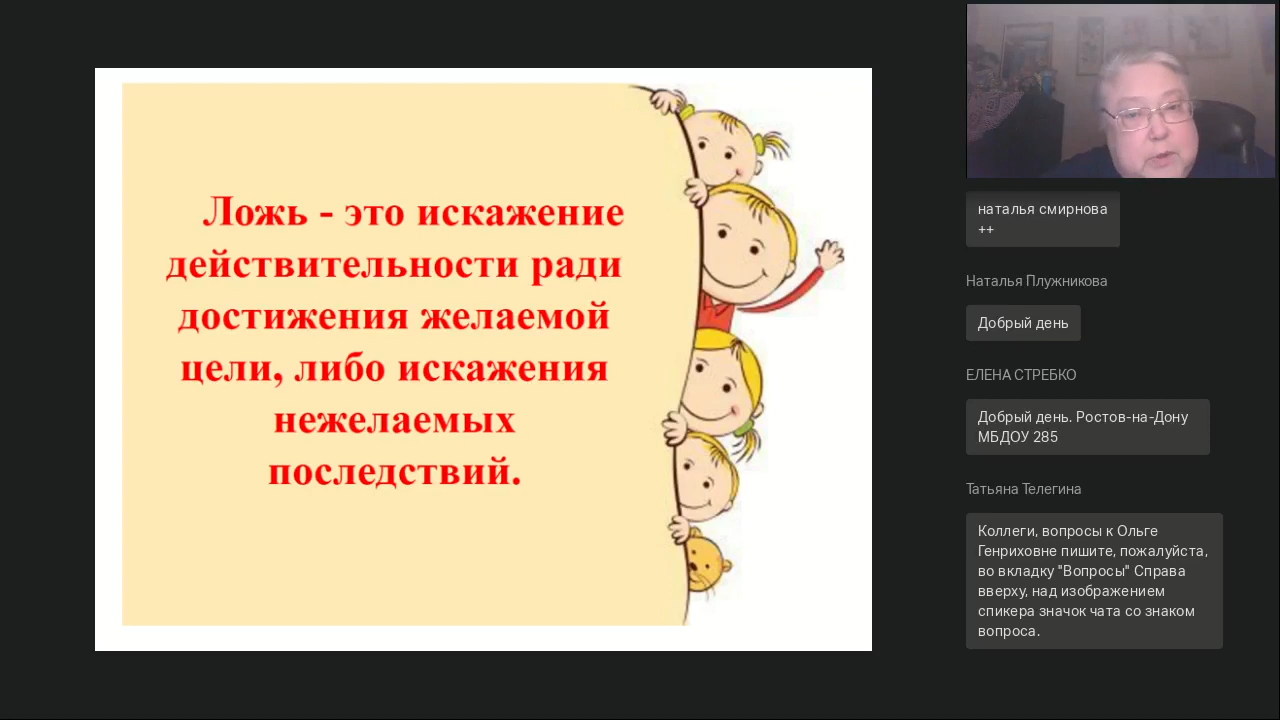 Ложь - это искажение
действительности ради
достижения желаемой
цели, либо искажения
нежелаемых
последствий.
наталья смирнова
++
Наталья Плужникова
Добрый день
ЕЛЕНА СТРЕБКО
Добрый день. Ростов-на-Дону
МБДОУ 285
Татьяна Телегина
Коллеги, вопросы к Ольге
Генриховне пишите, пожалуйста,
во вкладку "Вопросы" Справа
вверху, над изображением
спикера значок чата со знаком
вопроса.